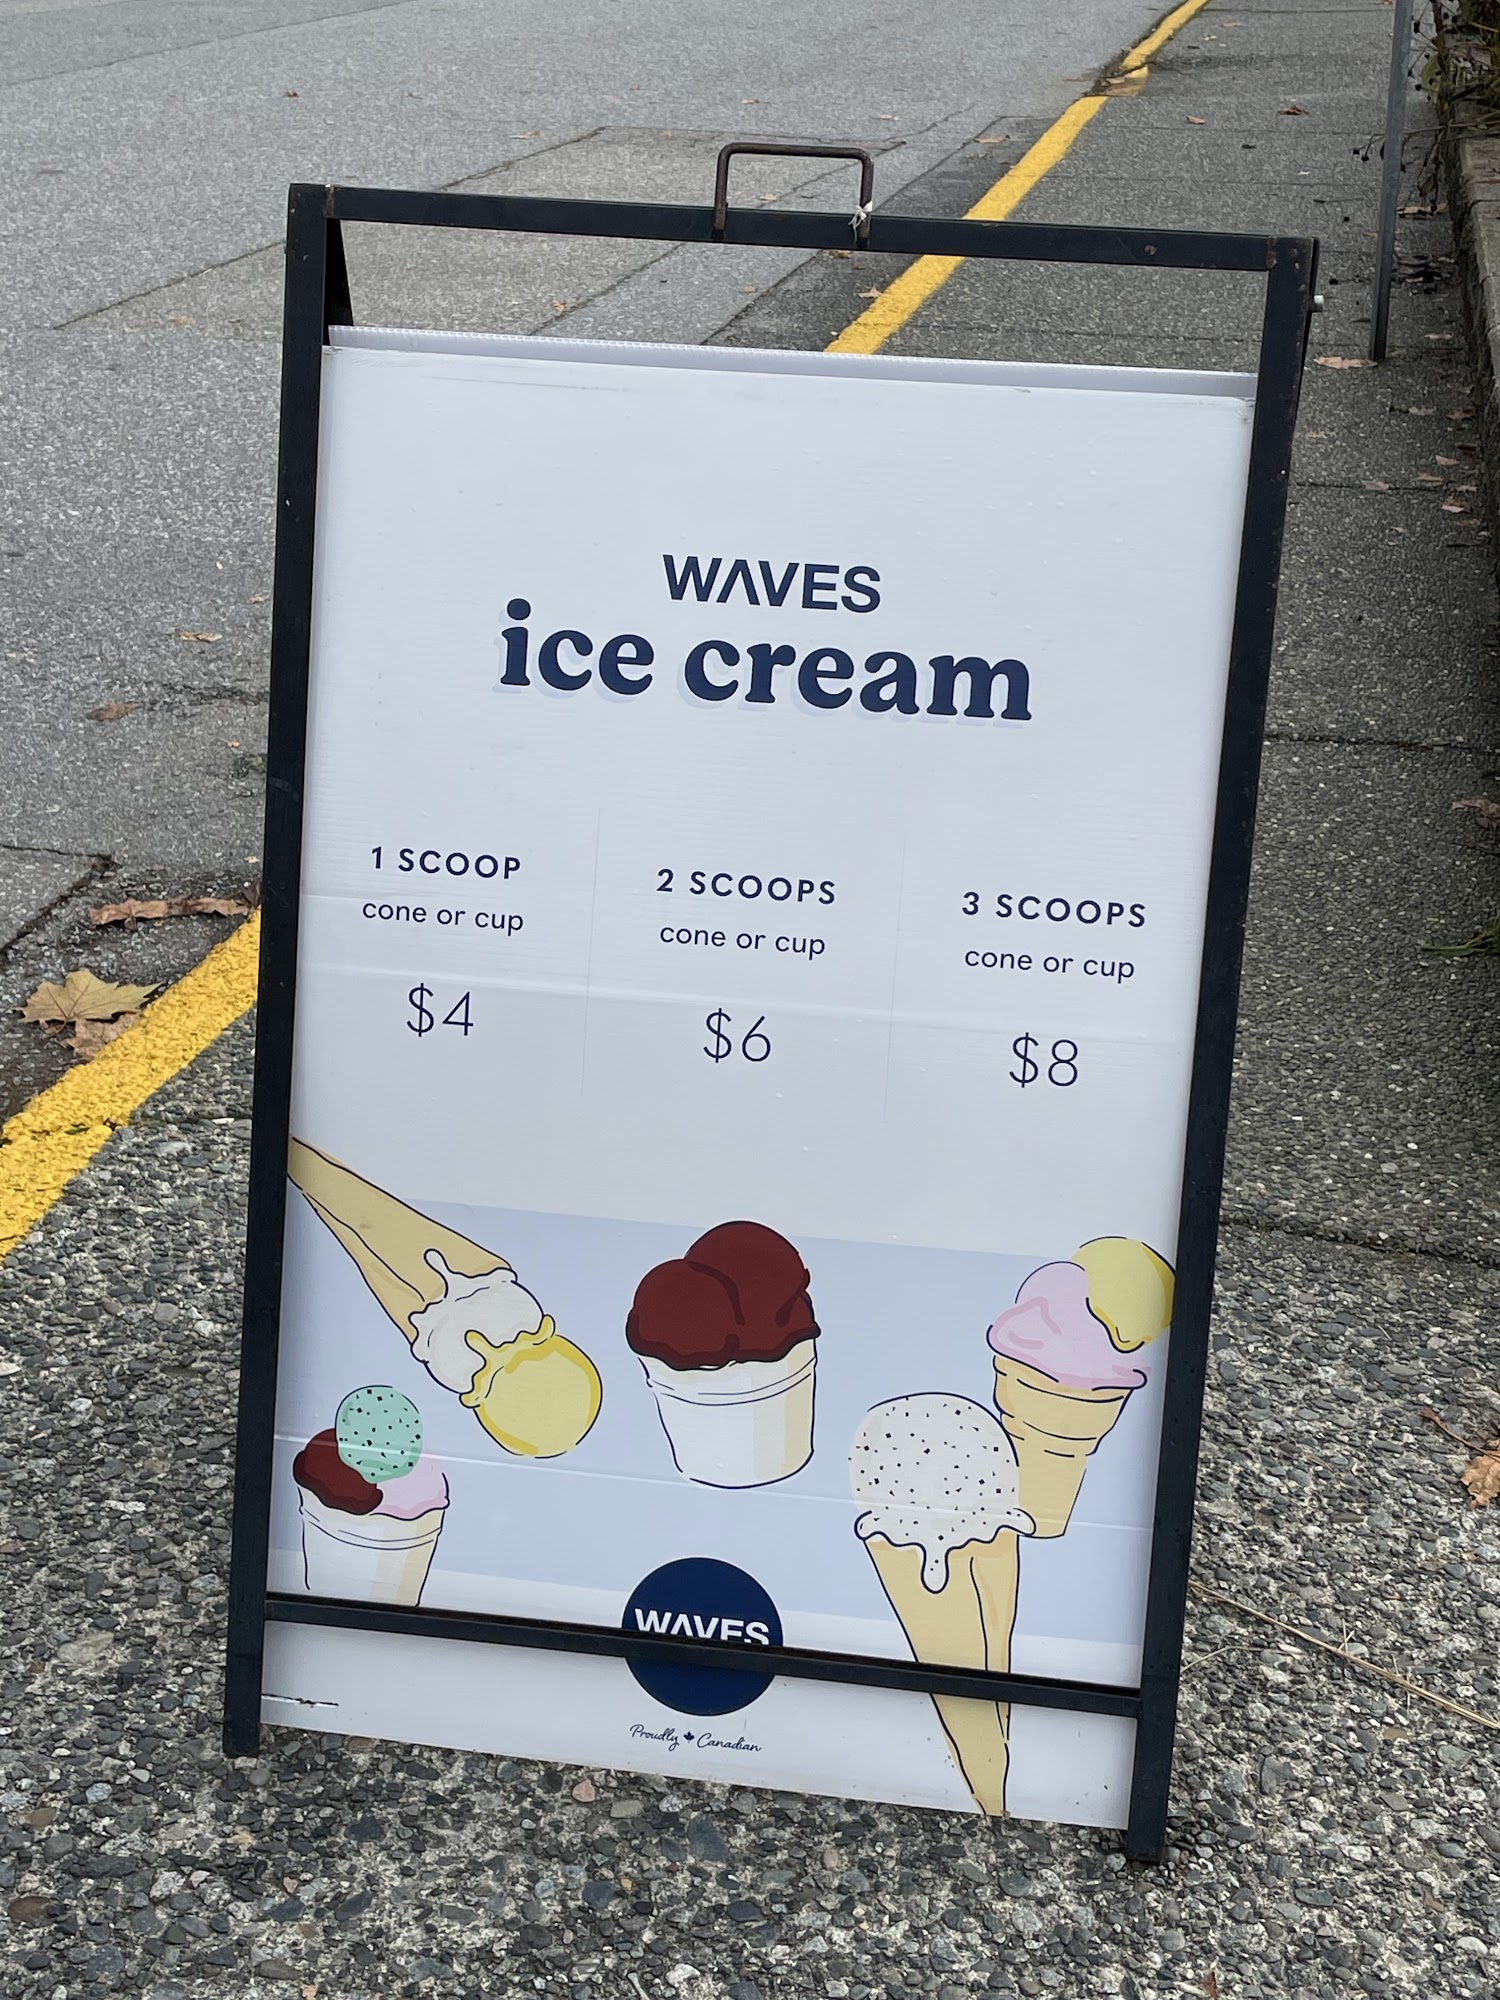 WAVES
ice cream
1 SCOOP
cone or cup
$4
2 SCOOPS
cone or cup
$6
3 SCOOPS
cone or cup
$8
WAVES
Proudly Canadian